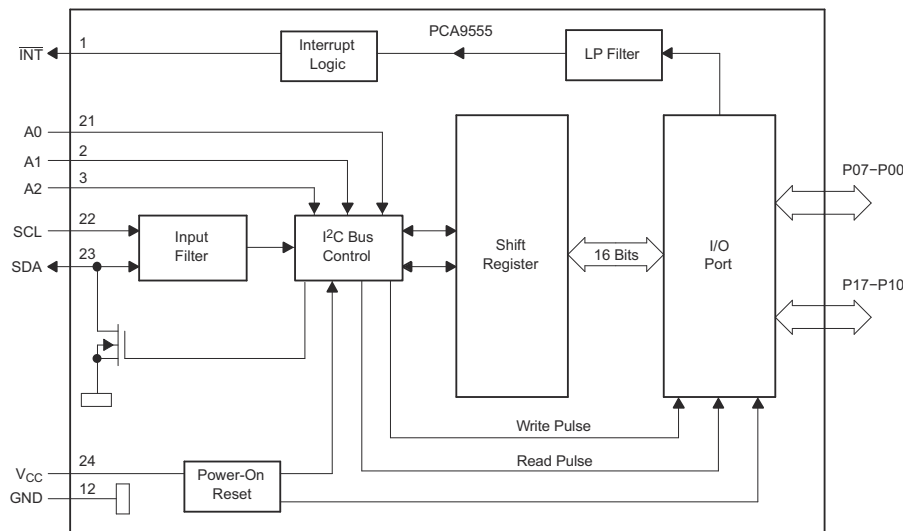 PCA9555
INT
1
Interrupt
Logic
LP Filter
A0
21
A1
2
A2
3
SCL
22
SDA
23
Input
Filter
I2C Bus
Control
Shift
Register
16 Bits
I/O
Port
P07–P00
P17–P10
Write Pulse
Read Pulse
VCC
24
GND
12
Power-On
Reset